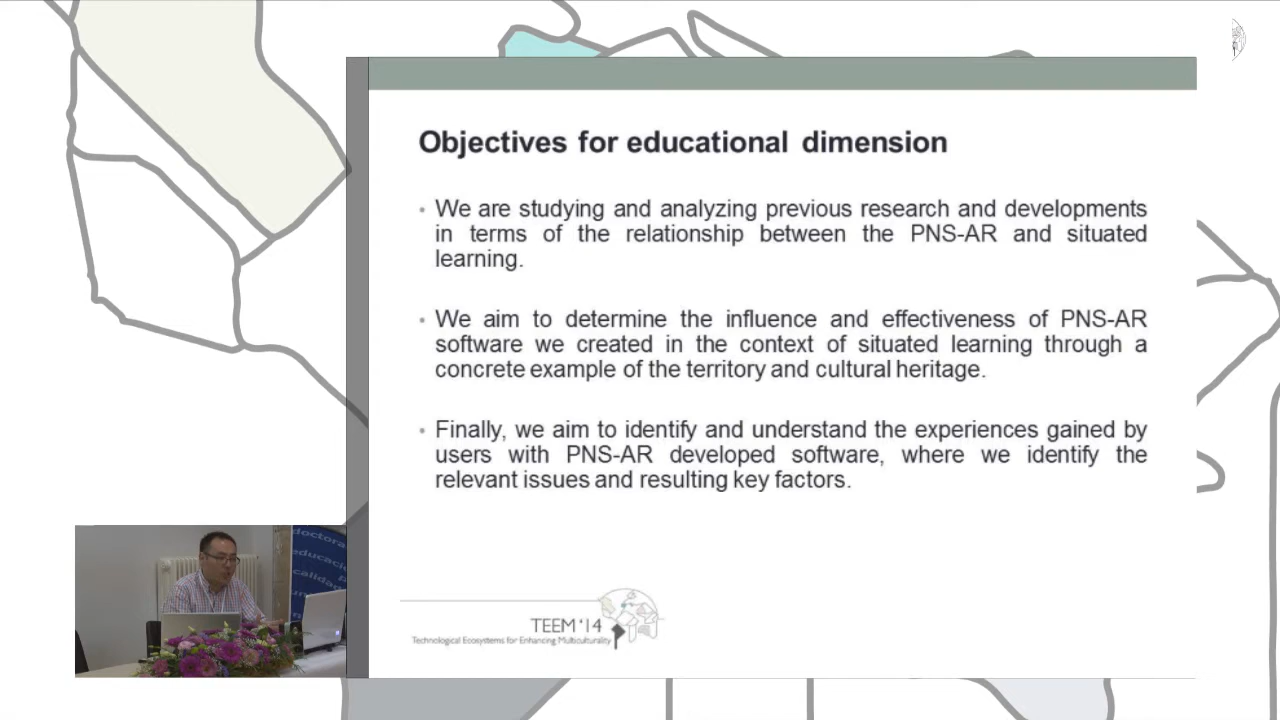 Objectives for educational dimension
• We are studying and analyzing previous research and developments
in terms of the relationship between the PNS-AR and situated
learning.
• We aim to determine the influence and effectiveness of PNS-AR
software we created in the context of situated learning through a
concrete example of the territory and cultural heritage.
• Finally, we aim to identify and understand the experiences gained by
users with PNS-AR developed software, where we identify the
relevant issues and resulting key factors.
doctora
educaci
calida
TEEM‘14
Technological Ecosystems for Enhancing Multiculturality